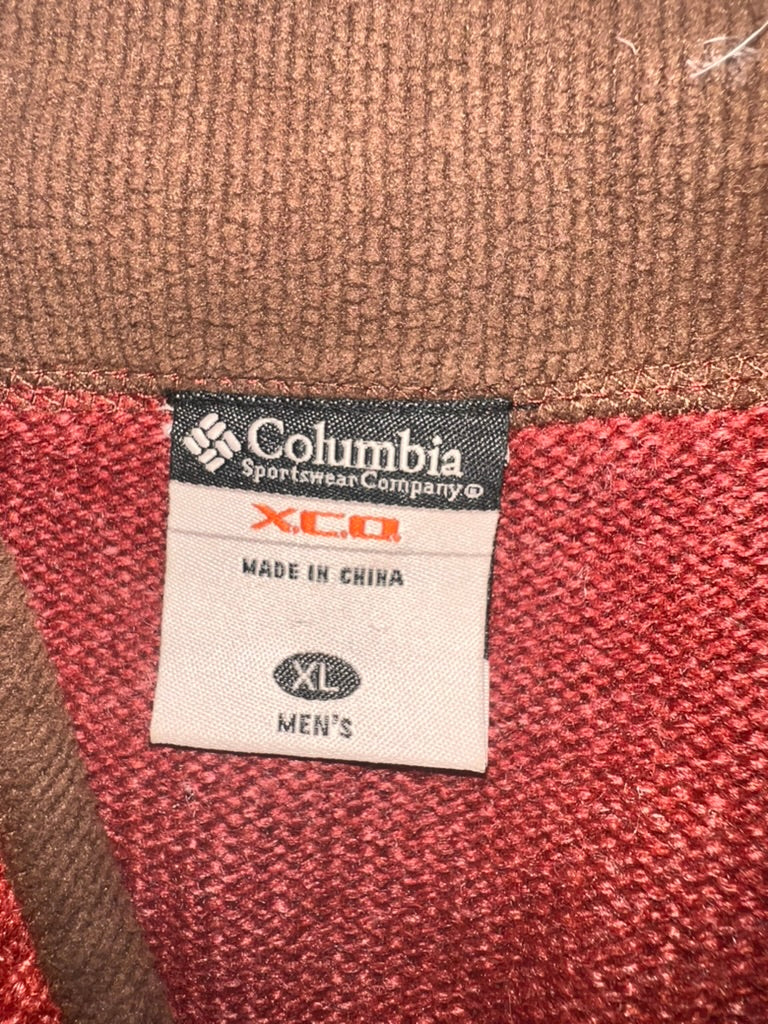 Columbia
Sportswear Company®
X.C.O.
MADE IN CHINA
XL
MEN'S